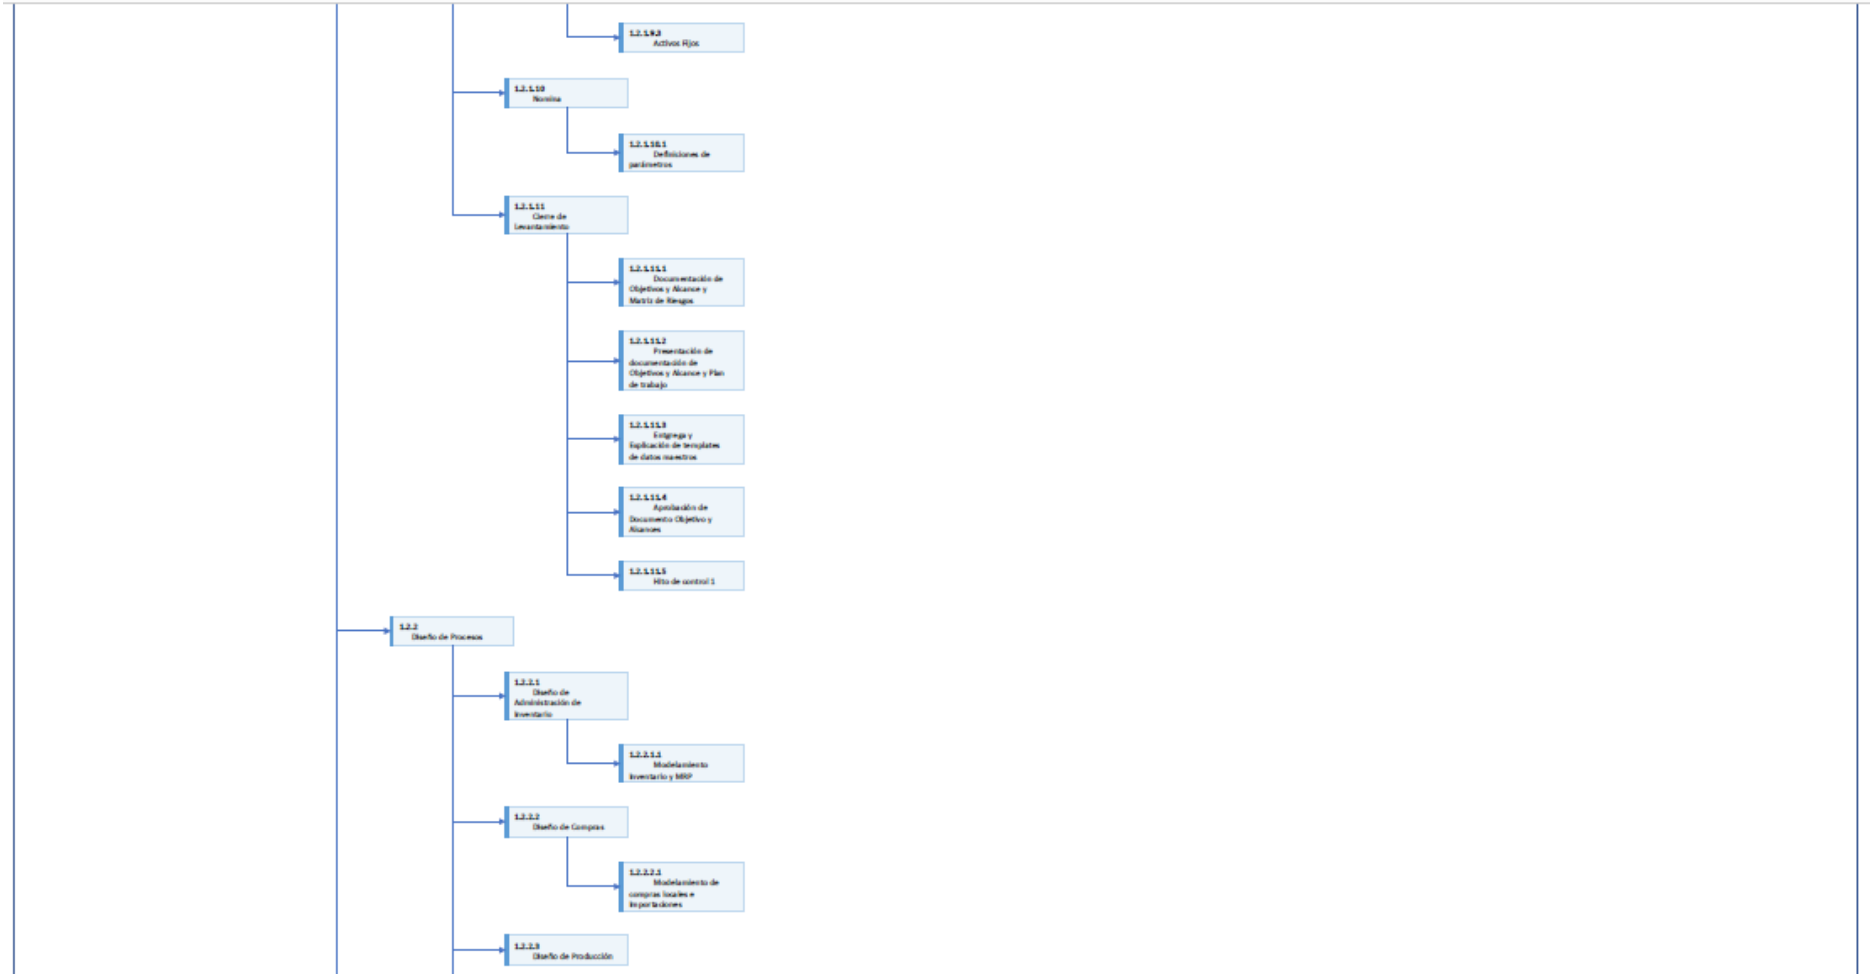 1.2.1.9.3
Activos Fijos
1.2.1.10
Nomina
1.2.1.10.1
Definiciones de
parámetros
1.2.1.11
Cierre de
Levantamiento
1.2.1.11.1
Documentación de
Objetivos y Alcance y
Matriz de Riesgos
1.2.1.11.2
Presentación de
documentación de
Objetivos y Alcance y Plan
de trabajo
1.2.1.11.3
Entgrega y
Explicación de templates
de datos maestros
1.2.1.11.4
Aprobación de
Documento Objetivo y
Alcances
1.2.1.11.5
Hito de control 1
1.2.2
Diseño de Procesos
1.2.2.1
Diseño de
Administración de
Inventario
1.2.2.1.1
Modelamiento
Inventario y MRP
1.2.2.2
Diseño de Compras
1.2.2.2.1
Modelamiento de
compras locales e
Importaciones
1.2.2.3
Diseño de Producción